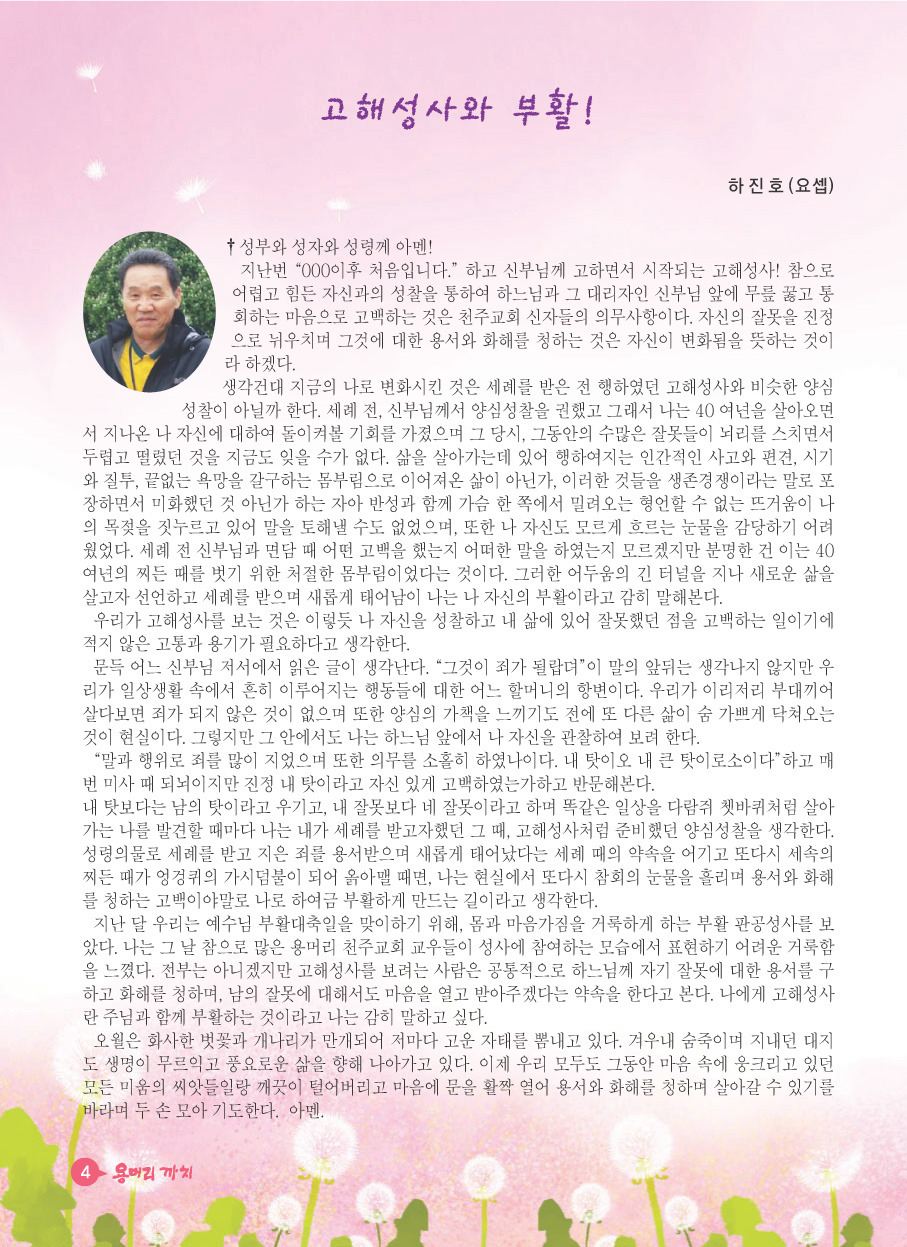 고해성사와 부활!
하 진 호 (요셉)
✝ 성부와 성자와 성령께 아멘!
지난번 “000이후 처음입니다.” 하고 신부님께 고하면서 시작되는 고해성사! 참으로
어렵고 힘든 자신과의 성찰을 통하여 하느님과 그 대리자인 신부님 앞에 무릎 꿇고 통
회하는 마음으로 고백하는 것은 천주교회 신자들의 의무사항이다. 자신의 잘못을 진정
으로 뉘우치며 그것에 대한 용서와 화해를 청하는 것은 자신이 변화됨을 뜻하는 것이
라 하겠다.
생각건대 지금의 나로 변화시킨 것은 세례를 받은 전 행하였던 고해성사와 비슷한 양심
성찰이 아닐까 한다. 세례 전, 신부님께서 양심성찰을 권했고 그래서 나는 40 여년을 살아오면
서 지나온 나 자신에 대하여 돌이켜볼 기회를 가졌으며 그 당시, 그동안의 수많은 잘못들이 뇌리를 스치면서
두렵고 떨렸던 것을 지금도 잊을 수가 없다. 삶을 살아가는데 있어 행하여지는 인간적인 사고와 편견, 시기
와 질투, 끝없는 욕망을 갈구하는 몸부림으로 이어져온 삶이 아닌가, 이러한 것들을 생존경쟁이라는 말로 포
장하면서 미화했던 것 아닌가 하는 자아 반성과 함께 가슴 한 쪽에서 밀려오는 형언할 수 없는 뜨거움이 나
의 목젖을 짓누르고 있어 말을 토해낼 수도 없었으며, 또한 나 자신도 모르게 흐르는 눈물을 감당하기 어려
웠었다. 세례 전 신부님과 면담 때 어떤 고백을 했는지 어떠한 말을 하였는지 모르겠지만 분명한 건 이는 40
여년의 찌든 때를 벗기 위한 처절한 몸부림이었다는 것이다. 그러한 어두움의 긴 터널을 지나 새로운 삶을
살고자 선언하고 세례를 받으며 새롭게 태어남이 나는 나 자신의 부활이라고 감히 말해본다.
우리가 고해성사를 보는 것은 이렇듯 나 자신을 성찰하고 내 삶에 있어 잘못했던 점을 고백하는 일이기에
적지 않은 고통과 용기가 필요하다고 생각한다.
문득 어느 신부님 저서에서 읽은 글이 생각난다. “그것이 죄가 될랍뎌”이 말의 앞뒤는 생각나지 않지만 우
리가 일상생활 속에서 흔히 이루어지는 행동들에 대한 어느 할머니의 항변이다. 우리가 이리저리 부대끼어
살다보면 죄가 되지 않은 것이 없으며 또한 양심의 가책을 느끼기도 전에 또 다른 삶이 숨 가쁘게 닥쳐오는
것이 현실이다. 그렇지만 그 안에서도 나는 하느님 앞에서 나 자신을 관찰하여 보려 한다.
“말과 행위로 죄를 많이 지었으며 또한 의무를 소홀히 하였나이다. 내 탓이오 내 큰 탓이로소이다”하고 매
번 미사 때 되뇌이지만 진정 내 탓이라고 자신 있게 고백하였는가하고 반문해본다.
내 탓보다는 남의 탓이라고 우기고, 내 잘못보다 네 잘못이라고 하며 똑같은 일상을 다람쥐 쳇바퀴처럼 살아
가는 나를 발견할 때마다 나는 내가 세례를 받고자했던 그 때, 고해성사처럼 준비했던 양심성찰을 생각한다.
성령의물로 세례를 받고 지은 죄를 용서받으며 새롭게 태어났다는 세례 때의 약속을 어기고 또다시 세속의
찌든 때가 엉겅퀴의 가시덤불이 되어 옭아맬 때면, 나는 현실에서 또다시 참회의 눈물을 흘리며 용서와 화해
를 청하는 고백이야말로 나로 하여금 부활하게 만드는 길이라고 생각한다.
지난 달 우리는 예수님 부활대축일을 맞이하기 위해, 몸과 마음가짐을 거룩하게 하는 부활 판공성사를 보
았다. 나는 그 날 참으로 많은 용머리 천주교회 교우들이 성사에 참여하는 모습에서 표현하기 어려운 거룩함
을 느꼈다. 전부는 아니겠지만 고해성사를 보려는 사람은 공통적으로 하느님께 자기 잘못에 대한 용서를 구
하고 화해를 청하며, 남의 잘못에 대해서도 마음을 열고 받아주겠다는 약속을 한다고 본다. 나에게 고해성사
란 주님과 함께 부활하는 것이라고 나는 감히 말하고 싶다.
오월은 화사한 벚꽃과 개나리가 만개되어 저마다 고운 자태를 뽐내고 있다. 겨우내 숨죽이며 지내던 대지
도 생명이 무르익고 풍요로운 삶을 향해 나아가고 있다. 이제 우리 모두도 그동안 마음 속에 웅크리고 있던
모든 미움의 씨앗들일랑 깨끗이 털어버리고 마음에 문을 활짝 열어 용서와 화해를 청하며 살아갈 수 있기를
바라며 두 손 모아 기도한다. 아멘.
4 용머리 까치